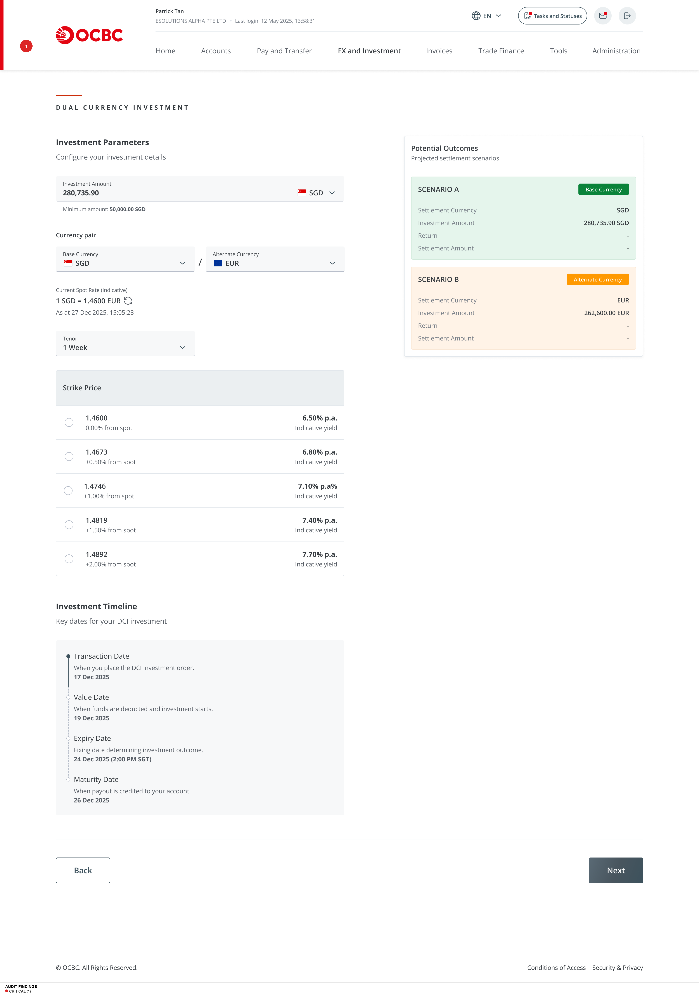 Patrick Tan
ESOLUTIONS ALPHA PTE LTD • Last login: 12 May 2025, 13:58:31
EN
Tasks and Statuses
OCBC
1
Home Accounts Pay and Transfer FX and Investment Invoices Trade Finance Tools Administration
DUAL CURRENCY INVESTMENT
Investment Parameters
Configure your investment details
Investment Amount
280,735.90 SGD
Minimum amount: 50,000.00 SGD
Currency pair
Base Currency
SGD
/
Alternate Currency
EUR
Current Spot Rate (Indicative)
1 SGD = 1.4600 EUR
As at 27 Dec 2025, 15:05:28
Tenor
1 Week
Strike Price
1.4600 6.50% p.a.
0.00% from spot Indicative yield
1.4673 6.80% p.a.
+0.50% from spot Indicative yield
1.4746 7.10% p.a%
+1.00% from spot Indicative yield
1.4819 7.40% p.a.
+1.50% from spot Indicative yield
1.4892 7.70% p.a.
+2.00% from spot Indicative yield
Investment Timeline
Key dates for your DCI investment
Transaction Date
When you place the DCI investment order.
17 Dec 2025
Value Date
When funds are deducted and investment starts.
19 Dec 2025
Expiry Date
Fixing date determining investment outcome.
24 Dec 2025 (2:00 PM SGT)
Maturity Date
When payout is credited to your account.
26 Dec 2025
Potential Outcomes
Projected settlement scenarios
SCENARIO A Base Currency
Settlement Currency SGD
Investment Amount 280,735.90 SGD
Return -
Settlement Amount -
SCENARIO B Alternate Currency
Settlement Currency EUR
Investment Amount 262,600.00 EUR
Return -
Settlement Amount -
Back
Next
© OCBC. All Rights Reserved.
Conditions of Access | Security & Privacy
AUDIT FINDINGS
CRITICAL (1)